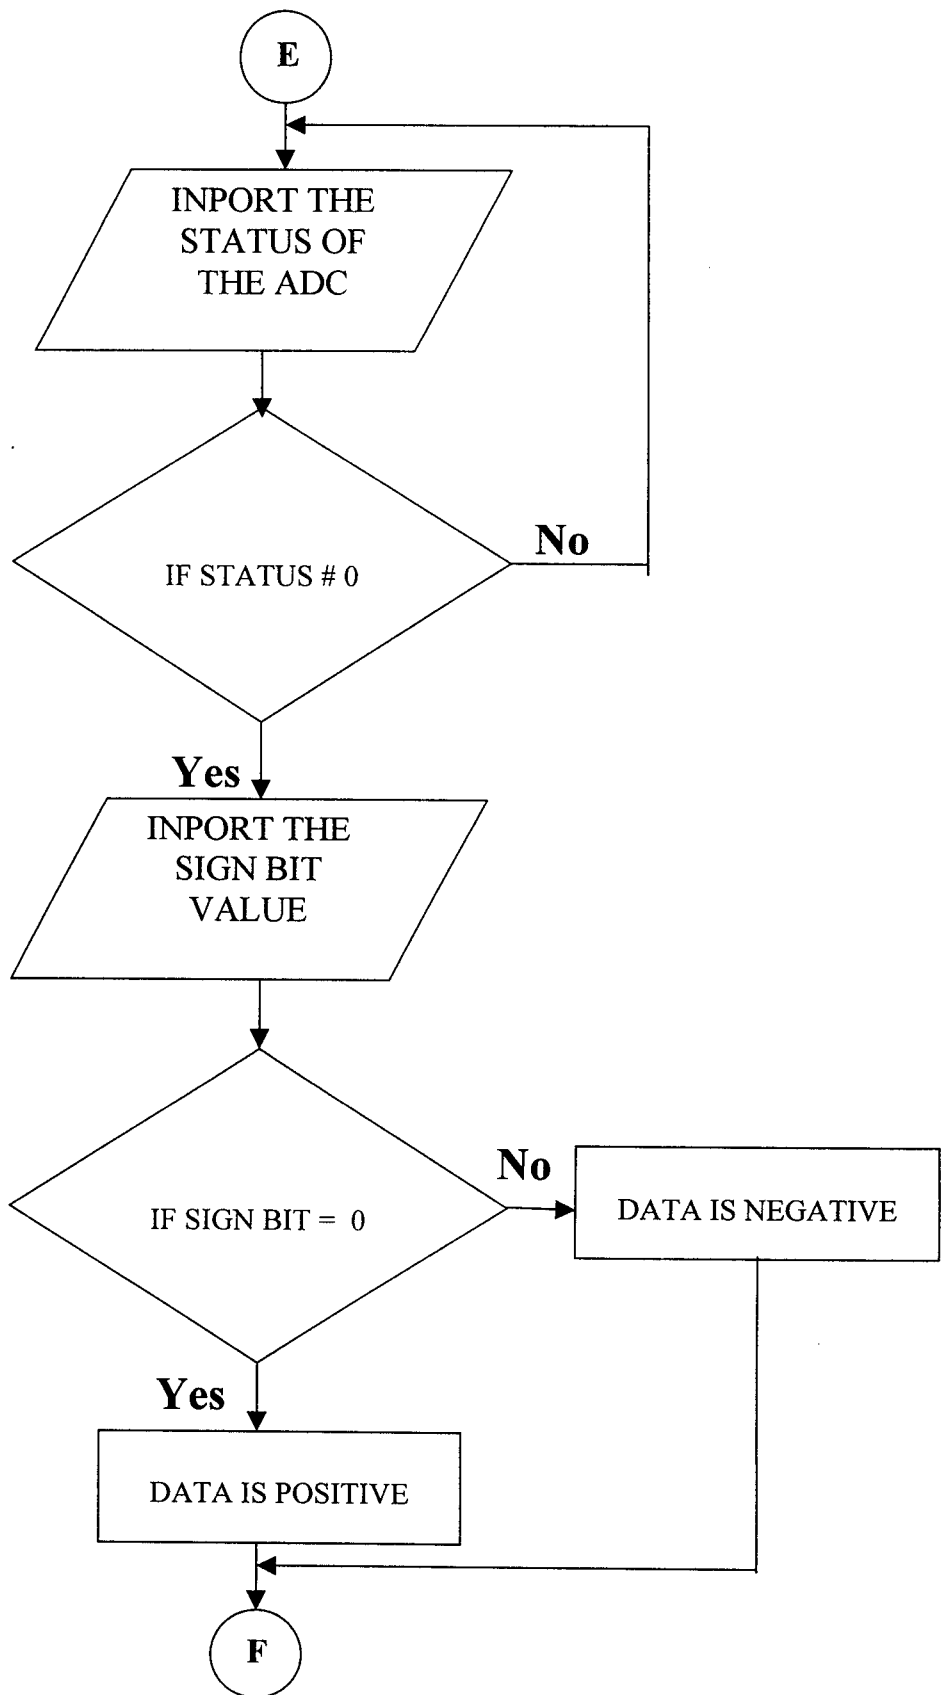 E
INPORT THE
STATUS OF
THE ADC
No
IF STATUS # 0
Yes
INPORT THE
SIGN BIT
VALUE
No
IF SIGN BIT = 0
DATA IS NEGATIVE
Yes
DATA IS POSITIVE
F